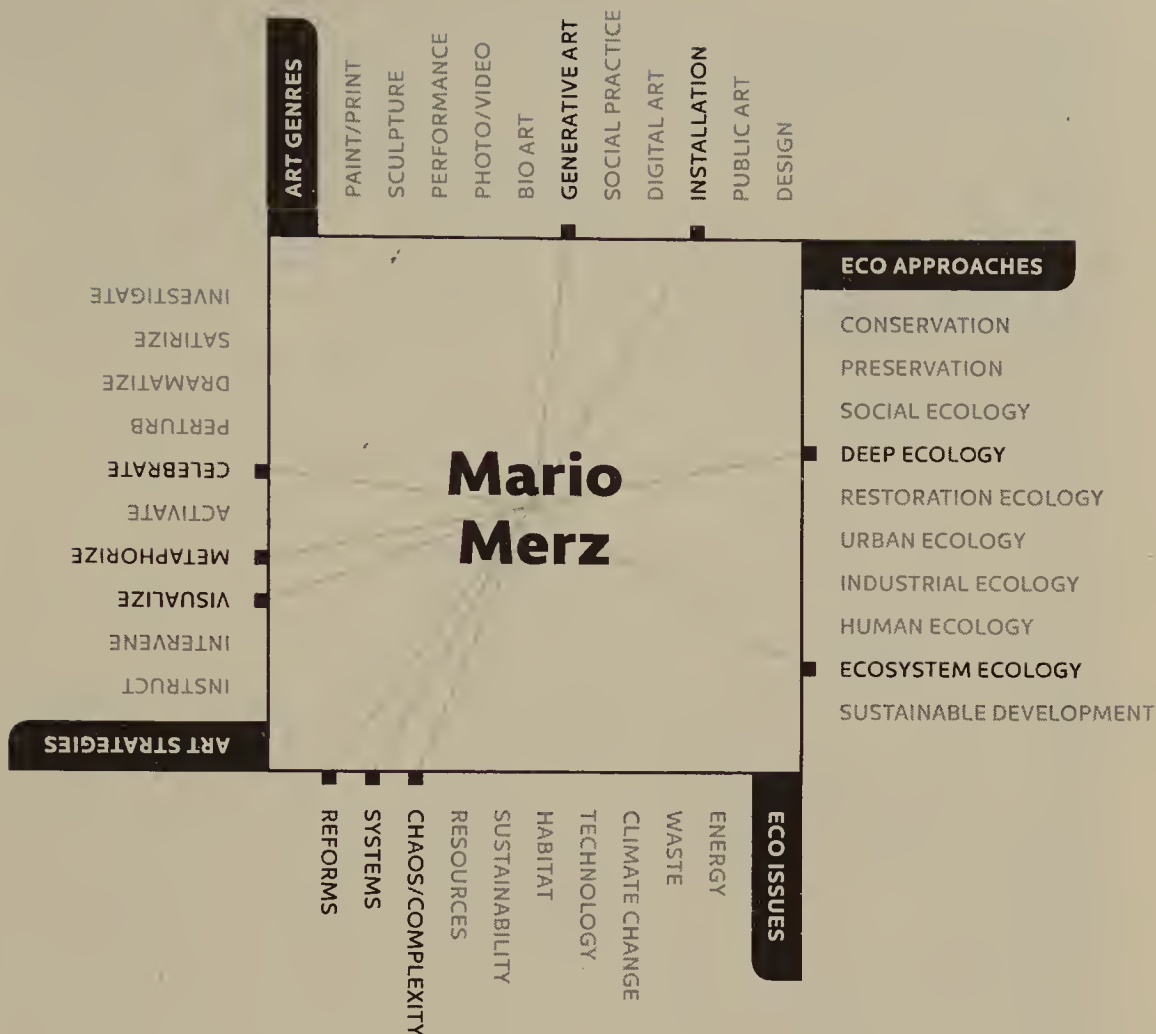 ART GENRES
PAINT/PRINT
SCULPTURE
PERFORMANCE
PHOTO/VIDEO
BIO ART
GENERATIVE ART
SOCIAL PRACTICE
DIGITAL ART
INSTALLATION
PUBLIC ART
DESIGN
ECO APPROACHES
CONSERVATION
PRESERVATION
SOCIAL ECOLOGY
DEEP ECOLOGY
RESTORATION ECOLOGY
URBAN ECOLOGY
INDUSTRIAL ECOLOGY
HUMAN ECOLOGY
ECOSYSTEM ECOLOGY
SUSTAINABLE DEVELOPMENT
Mario
Merz
ECO ISSUES
ENERGY
WASTE
CLIMATE CHANGE
TECHNOLOGY
HABITAT
SUSTAINABILITY
RESOURCES
CHAOS/COMPLEXITY
SYSTEMS
REFORMS
ART STRATEGIES
INSTRUCT
INTERVENE
VISUALIZE
METAPHORIZE
ACTIVATE
CELEBRATE
PERTURB
DRAMATIZE
SATIRIZE
INVESTIGATE